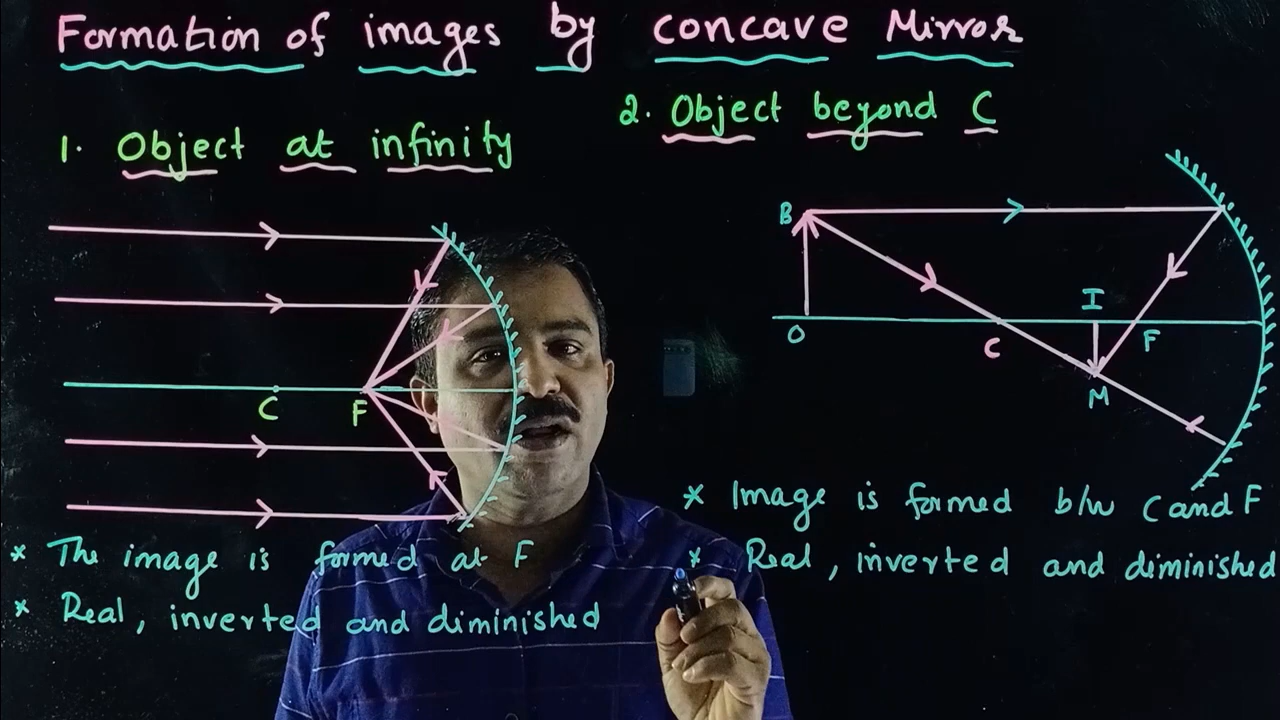 Formation of images by concave Mirror
1. Object at infinity
C F
* The image is formed at F
* Real, inverted and diminished
2. Object beyond C
B
O C I F
M
* Image is formed b/w C and F
* Real, inverted and diminished